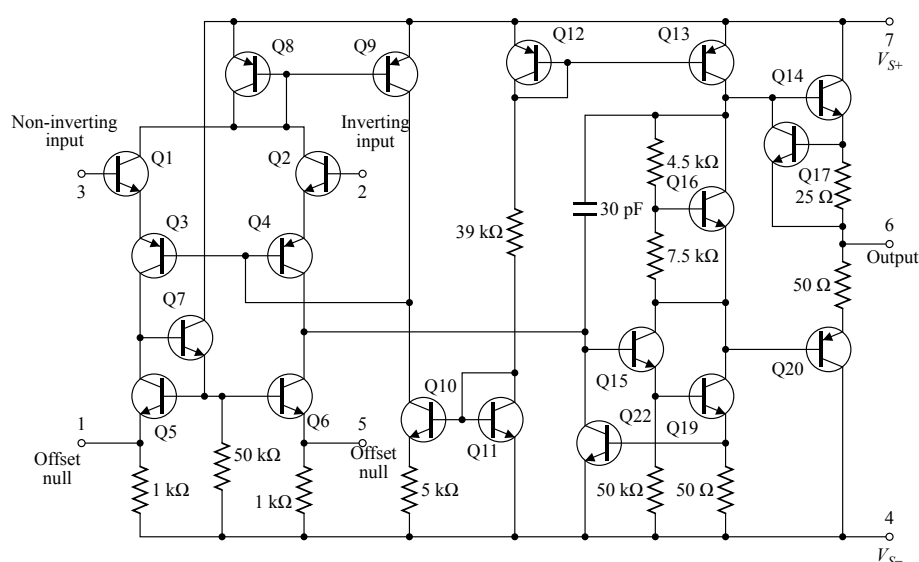 Q8
Q9
Q12
Q13
7
V_S+
Q14
Non-inverting
input
Inverting
input
Q1
Q2
3
2
4.5 kΩ
Q16
Q17
25 Ω
30 pF
6
Output
Q3
Q4
39 kΩ
7.5 kΩ
50 Ω
Q7
Q15
Q20
Q10
1
Q5
Q6
5
Q22
Q19
Offset
null
Offset
null
Q11
50 kΩ
1 kΩ
1 kΩ
5 kΩ
50 kΩ
50 Ω
4
V_S−